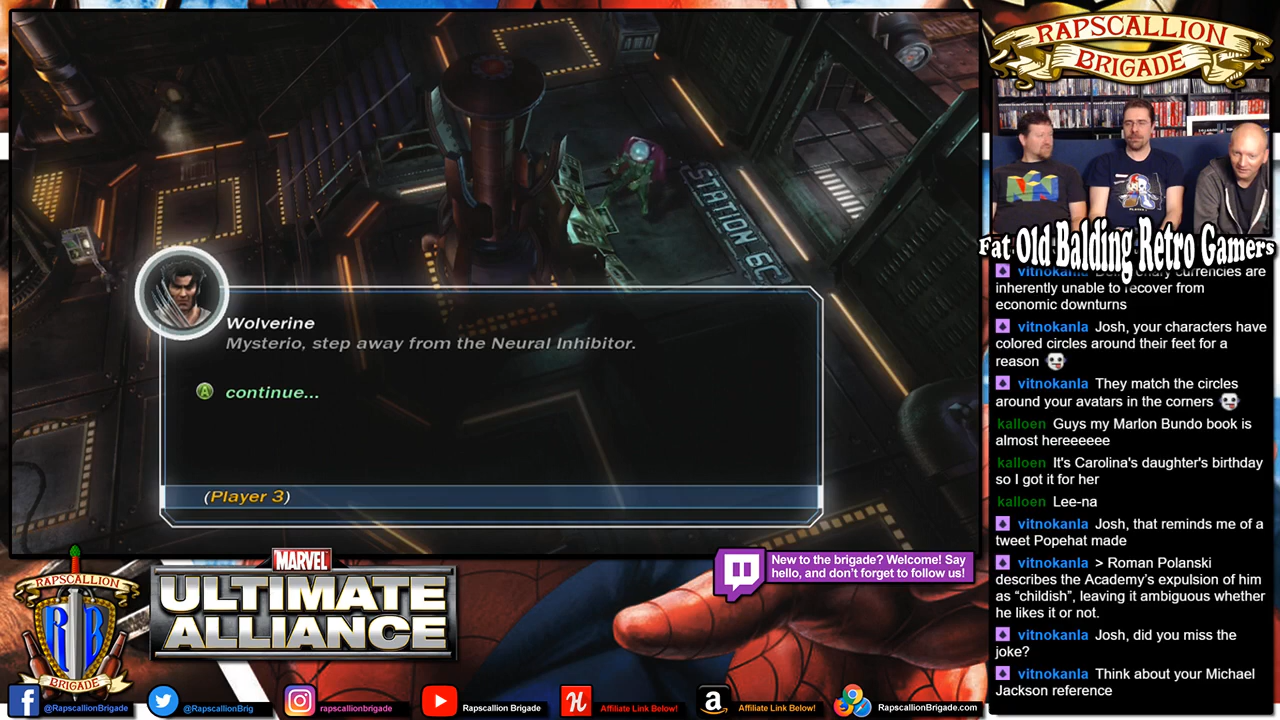 RAPSCALLION
BRIGADE
STATION 6C
Fat Old Balding Retro Gamers
Wolverine
Mysterio, step away from the Neural Inhibitor.
A continue...
(Player 3)
vitnokanla currencies are
inherently unable to recover from
economic downturns
vitnokanla Josh, your characters have
colored circles around their feet for a
reason
vitnokanla They match the circles
around your avatars in the corners
kalloen Guys my Marlon Bundo book is
almost hereeeeee
kalloen It's Carolina's daughter's birthday
so I got it for her
kalloen Lee-na
vitnokanla Josh, that reminds me of a
tweet Popehat made
vitnokanla > Roman Polanski
describes the Academy's expulsion of him
as “childish”, leaving it ambiguous whether
he likes it or not.
vitnokanla Josh, did you miss the
joke?
vitnokanla Think about your Michael
Jackson reference
New to the brigade? Welcome! Say
hello, and don't forget to follow us!
RAPSCALLION
RB
BRIGADE
MARVEL
ULTIMATE
ALLIANCE
@RapscallionBrigade
@RapscallionBrig
rapscallionbrigade
Rapscallion Brigade
Affiliate Link Below!
Affiliate Link Below!
RapscallionBrigade.com